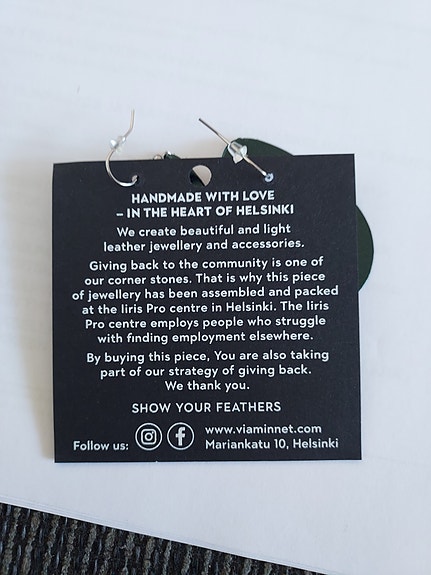 HANDMADE WITH LOVE
– IN THE HEART OF HELSINKI
We create beautiful and light
leather jewellery and accessories.
Giving back to the community is one of
our corner stones. That is why this piece
of jewellery has been assembled and packed
at the Iiris Pro centre in Helsinki. The Iiris
Pro centre employs people who struggle
with finding employment elsewhere.
By buying this piece, You are also taking
part of our strategy of giving back.
We thank you.
SHOW YOUR FEATHERS
Follow us:
www.viaminnet.com
Mariankatu 10, Helsinki